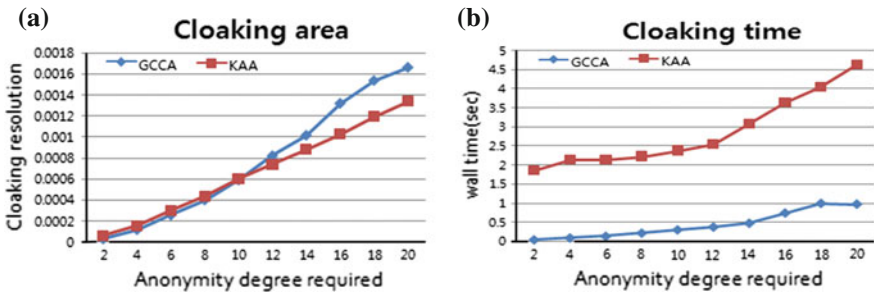 (a)
Cloaking area
GCCA
KAA
Cloaking resolution
0.0018
0.0016
0.0014
0.0012
0.001
0.0008
0.0006
0.0004
0.0002
0
2 4 6 8 10 12 14 16 18 20
Anonymity degree required
(b)
Cloaking time
GCCA
KAA
wall time(sec)
5
4.5
4
3.5
3
2.5
2
1.5
1
0.5
0
2 4 6 8 10 12 14 16 18 20
Anonymity degree required